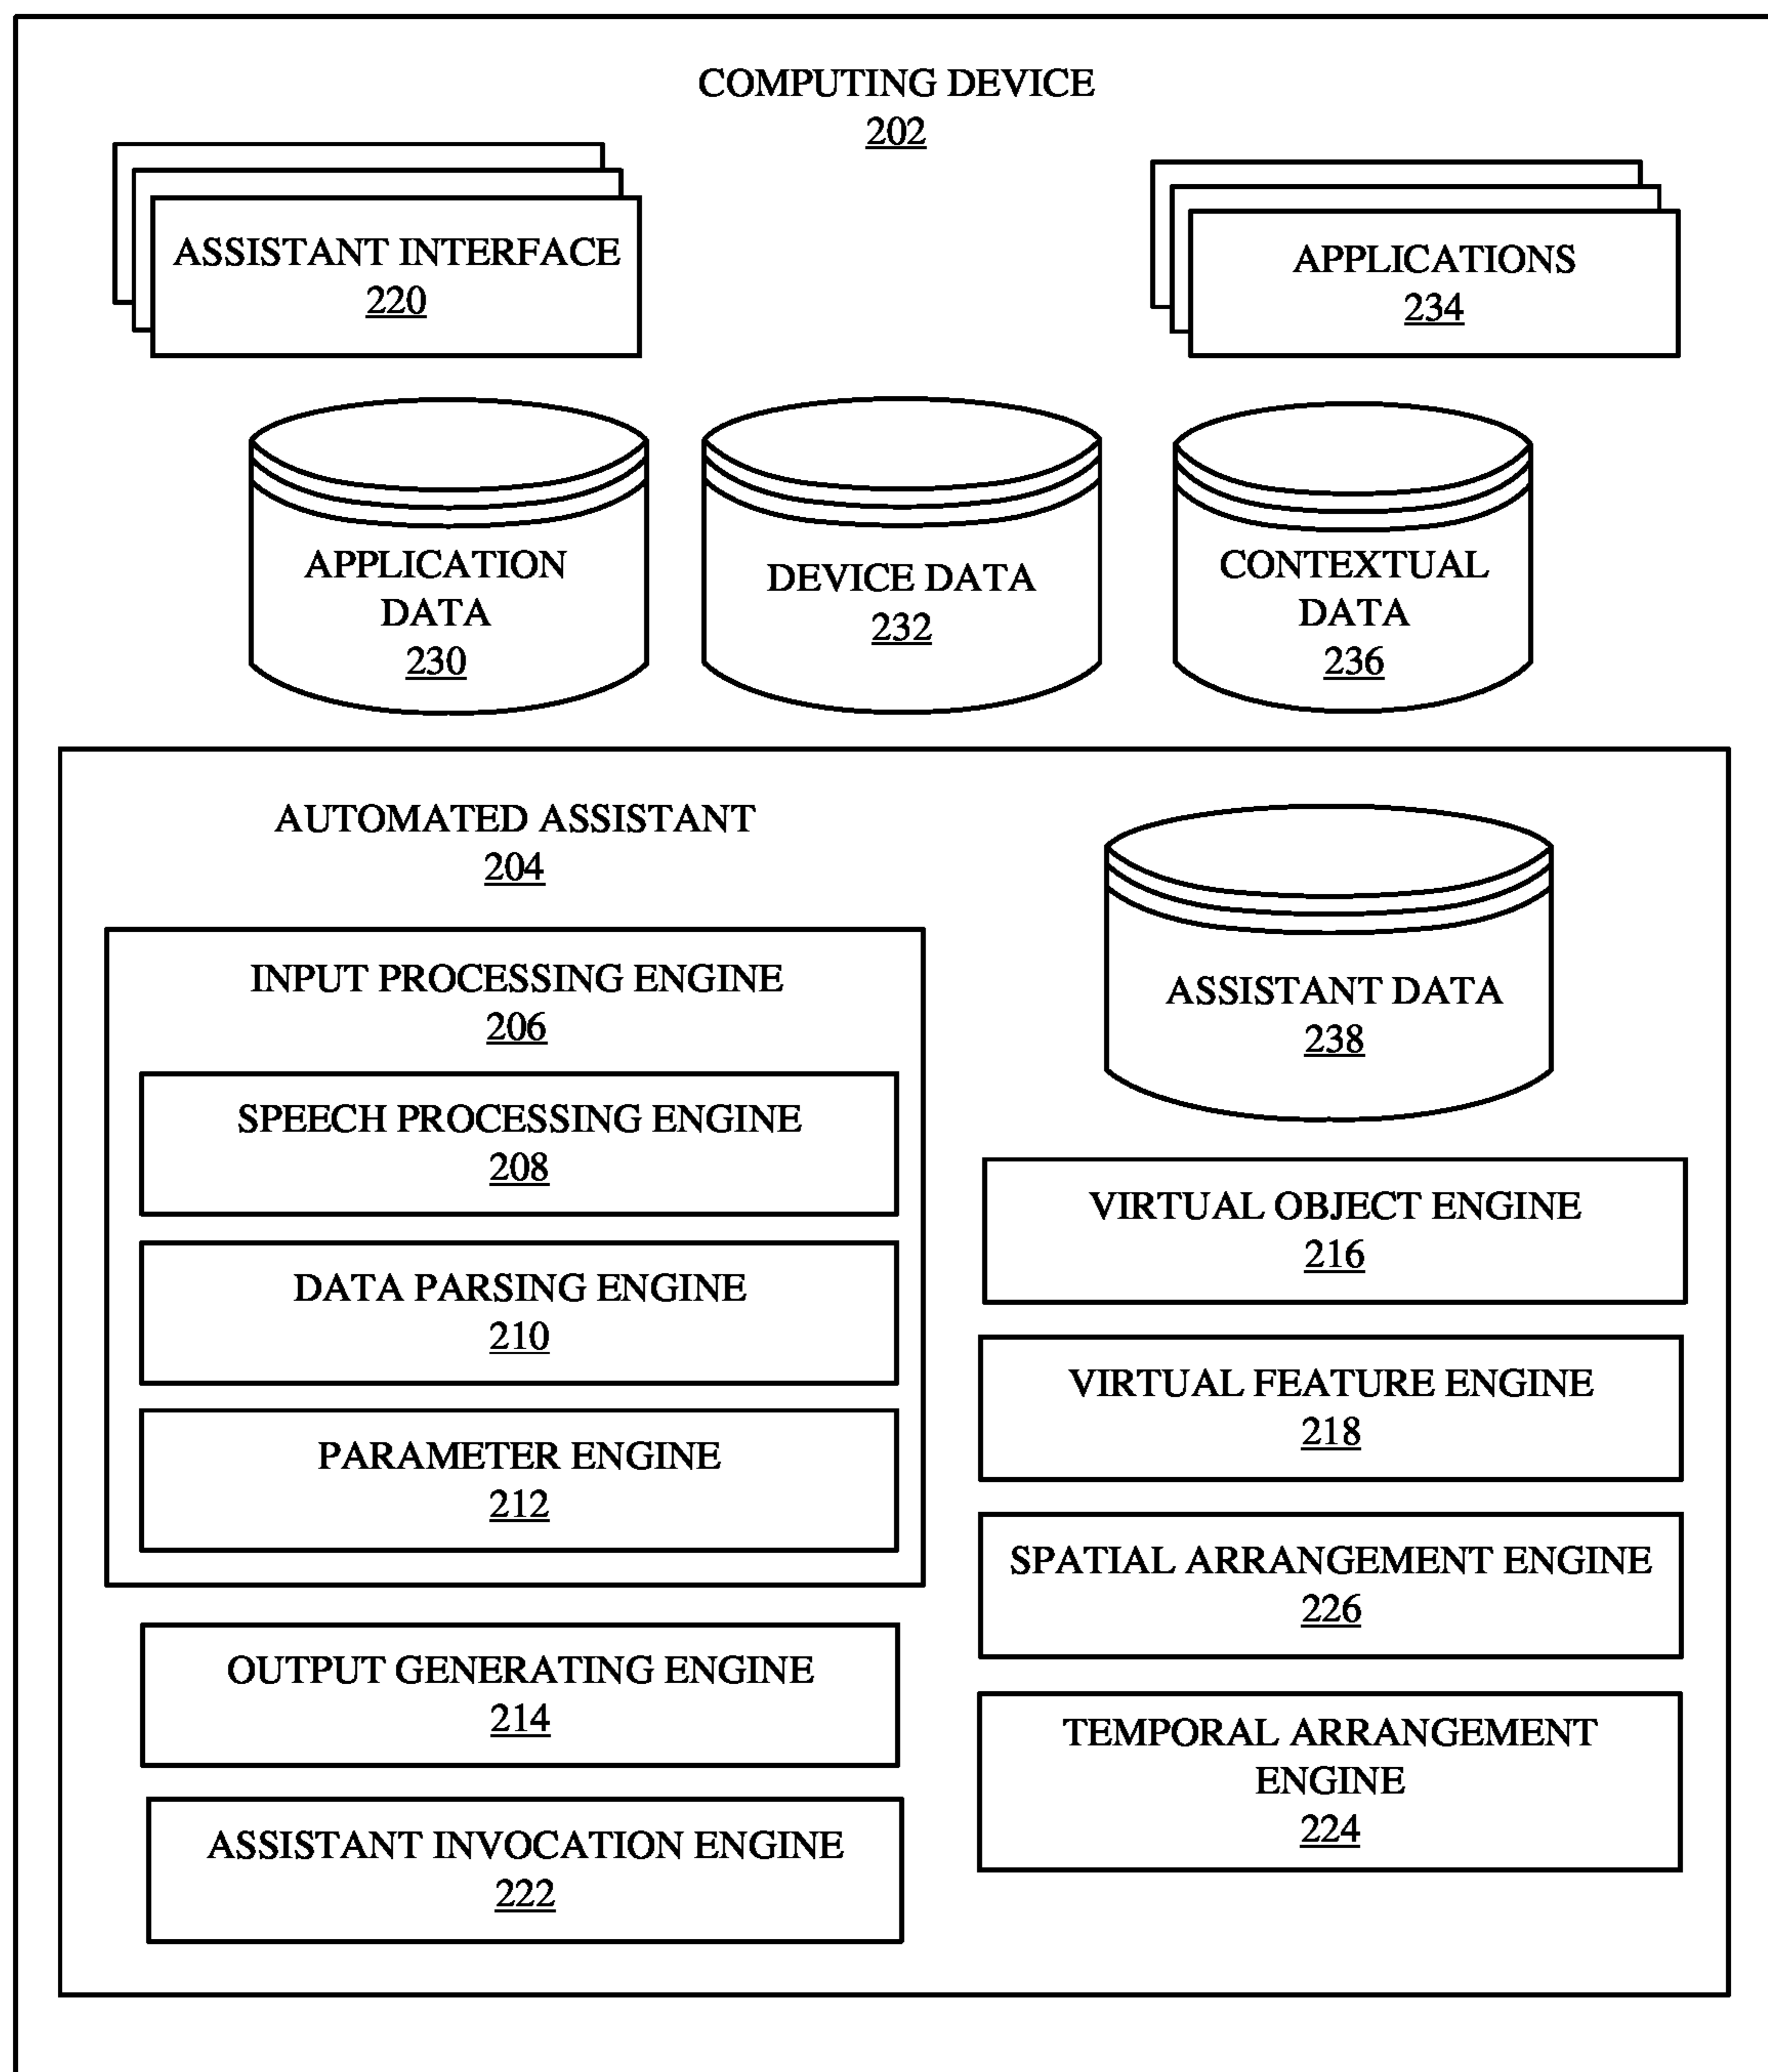 COMPUTING DEVICE
202
ASSISTANT INTERFACE
220
APPLICATIONS
234
APPLICATION
DATA
230
DEVICE DATA
232
CONTEXTUAL
DATA
236
AUTOMATED ASSISTANT
204
INPUT PROCESSING ENGINE
206
SPEECH PROCESSING ENGINE
208
DATA PARSING ENGINE
210
PARAMETER ENGINE
212
OUTPUT GENERATING ENGINE
214
ASSISTANT INVOCATION ENGINE
222
ASSISTANT DATA
238
VIRTUAL OBJECT ENGINE
216
VIRTUAL FEATURE ENGINE
218
SPATIAL ARRANGEMENT ENGINE
226
TEMPORAL ARRANGEMENT
ENGINE
224